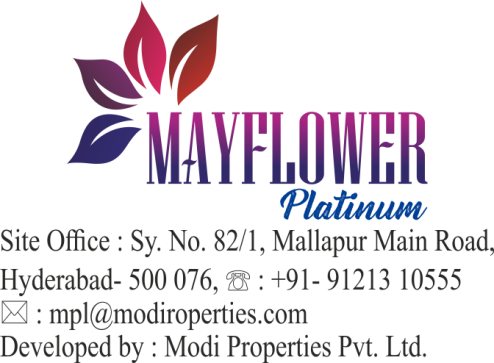 MAYFLOWER
Platinum
Site Office : Sy. No. 82/1, Mallapur Main Road,
Hyderabad- 500 076, ☏ : +91- 91213 10555
✉ : mpl@modiroperties.com
Developed by : Modi Properties Pvt. Ltd.